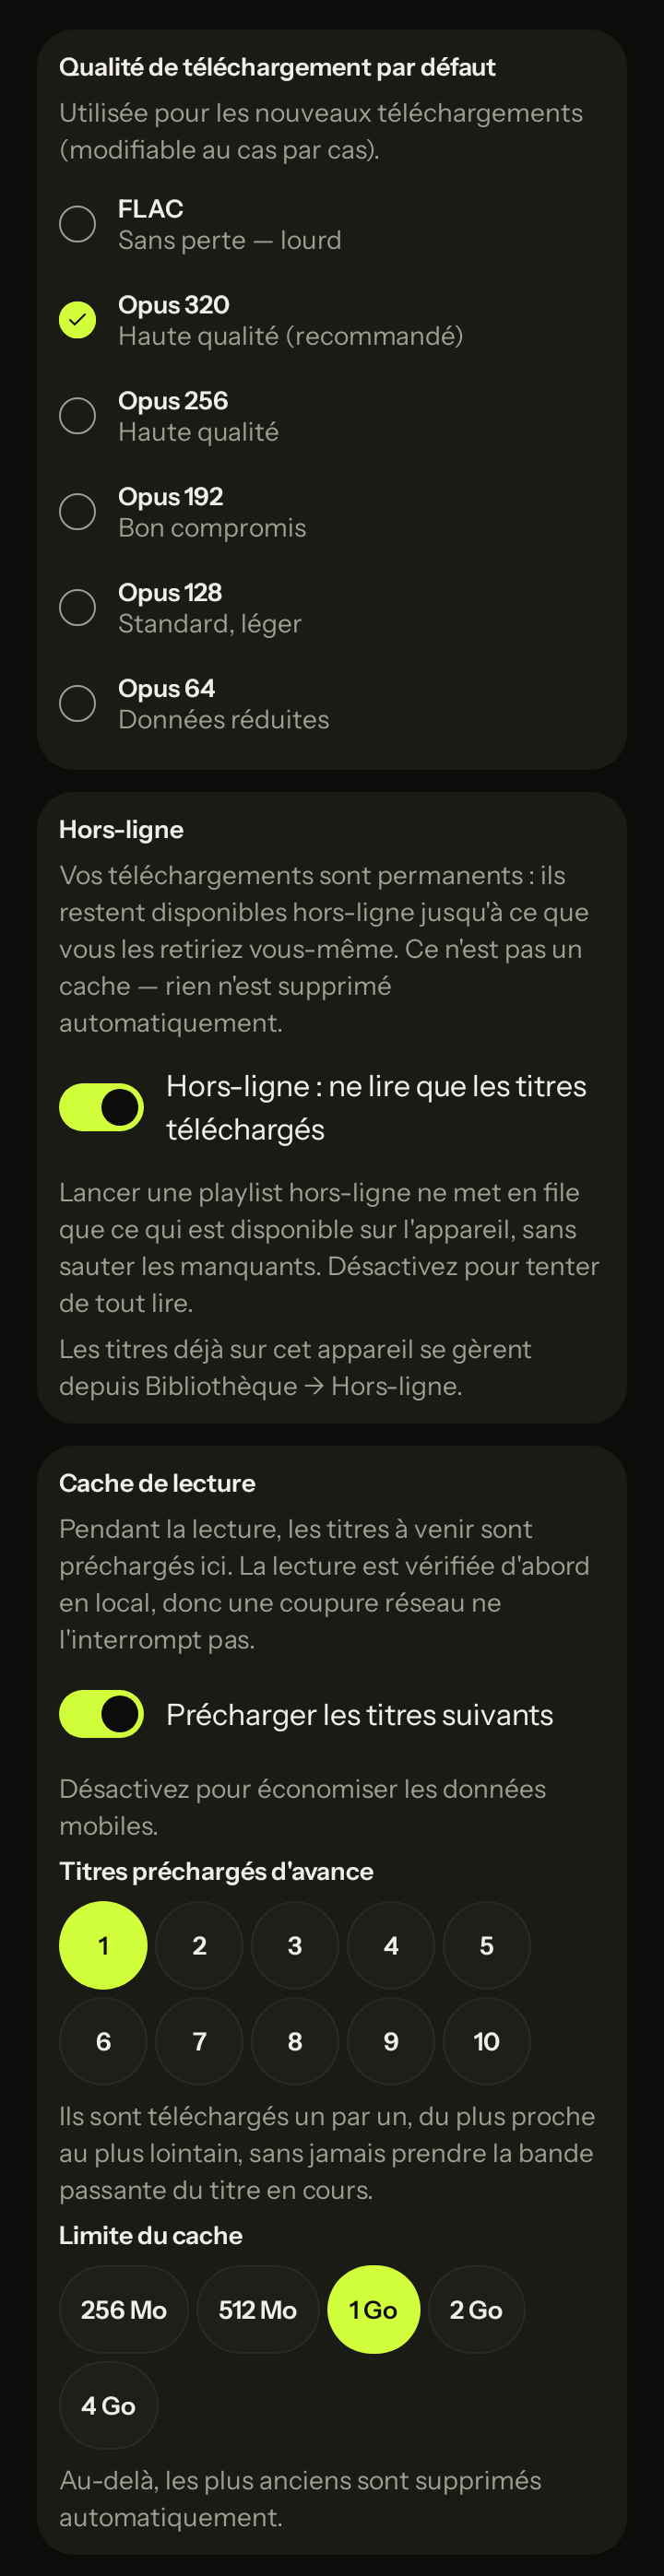 Qualité de téléchargement par défaut
Utilisée pour les nouveaux téléchargements
(modifiable au cas par cas).
FLAC
Sans perte — lourd
Opus 320
Haute qualité (recommandé)
Opus 256
Haute qualité
Opus 192
Bon compromis
Opus 128
Standard, léger
Opus 64
Données réduites
Hors-ligne
Vos téléchargements sont permanents : ils
restent disponibles hors-ligne jusqu'à ce que
vous les retiriez vous-même. Ce n'est pas un
cache — rien n'est supprimé
automatiquement.
Hors-ligne : ne lire que les titres
téléchargés
Lancer une playlist hors-ligne ne met en file
que ce qui est disponible sur l'appareil, sans
sauter les manquants. Désactivez pour tenter
de tout lire.
Les titres déjà sur cet appareil se gèrent
depuis Bibliothèque → Hors-ligne.
Cache de lecture
Pendant la lecture, les titres à venir sont
préchargés ici. La lecture est vérifiée d'abord
en local, donc une coupure réseau ne
l'interrompt pas.
Précharger les titres suivants
Désactivez pour économiser les données
mobiles.
Titres préchargés d'avance
1 2 3 4 5
6 7 8 9 10
Ils sont téléchargés un par un, du plus proche
au plus lointain, sans jamais prendre la bande
passante du titre en cours.
Limite du cache
256 Mo 512 Mo 1 Go 2 Go
4 Go
Au-delà, les plus anciens sont supprimés
automatiquement.